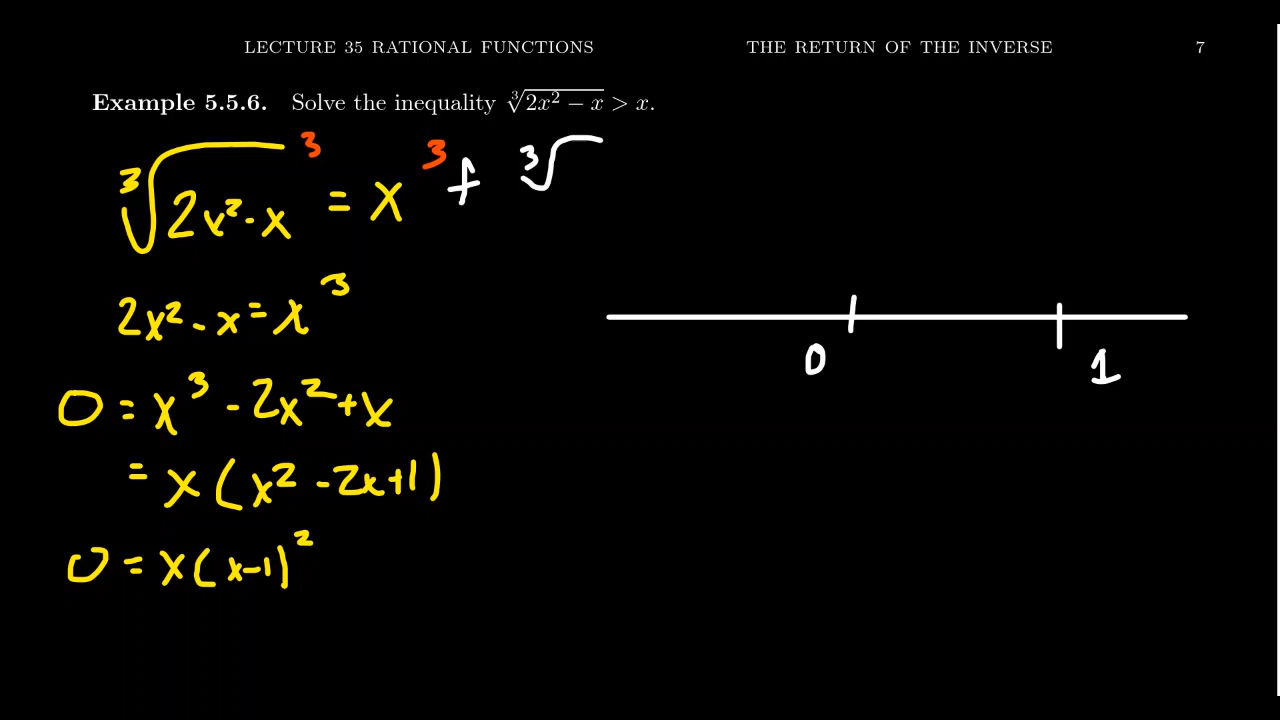 LECTURE 35 RATIONAL FUNCTIONS THE RETURN OF THE INVERSE 7
Example 5.5.6. Solve the inequality ∛(2x² − x) > x.
∛(2x² - x)³ = x³
f ∛
2x² - x = x³
0 1
0 = x³ - 2x² + x
= x(x² - 2x + 1)
0 = x(x-1)²